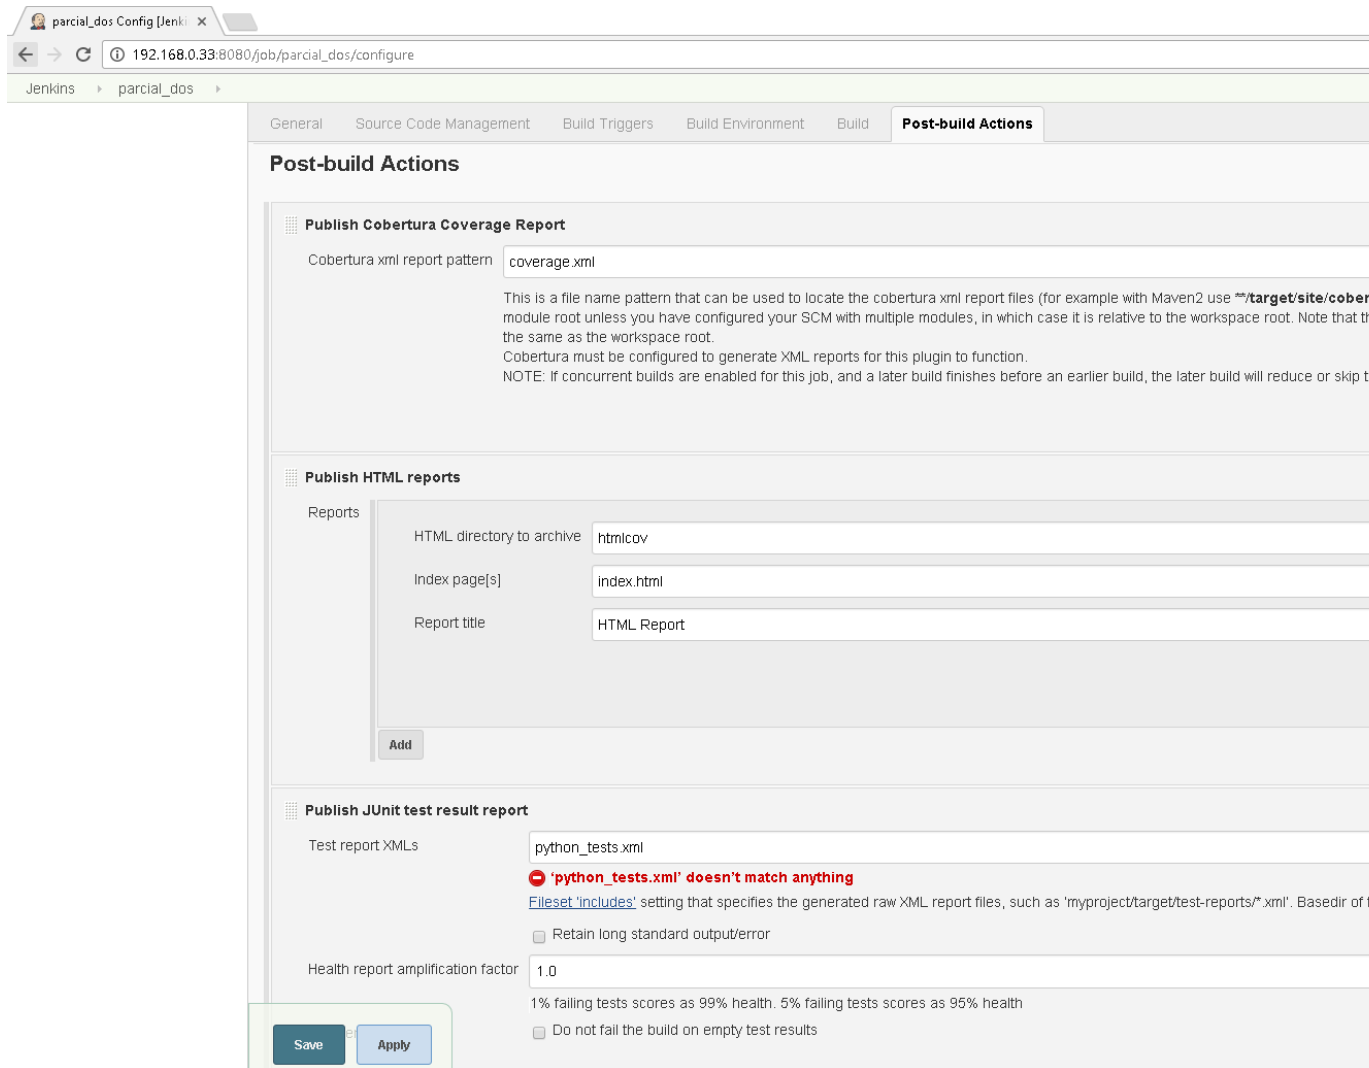 parcial_dos Config [Jenki
192.168.0.33:8080/job/parcial_dos/configure
Jenkins parcial_dos
General Source Code Management Build Triggers Build Environment Build Post-build Actions
Post-build Actions
Publish Cobertura Coverage Report
Cobertura xml report pattern coverage.xml
This is a file name pattern that can be used to locate the cobertura xml report files (for example with Maven2 use **/target/site/cober
module root unless you have configured your SCM with multiple modules, in which case it is relative to the workspace root. Note that th
the same as the workspace root.
Cobertura must be configured to generate XML reports for this plugin to function.
NOTE: If concurrent builds are enabled for this job, and a later build finishes before an earlier build, the later build will reduce or skip t
Publish HTML reports
Reports
HTML directory to archive htmlcov
Index page[s] index.html
Report title HTML Report
Add
Publish JUnit test result report
Test report XMLs python_tests.xml
‘python_tests.xml’ doesn’t match anything
Fileset 'includes' setting that specifies the generated raw XML report files, such as 'myproject/target/test-reports/*.xml'. Basedir of f
Retain long standard output/error
Health report amplification factor 1.0
1% failing tests scores as 99% health. 5% failing tests scores as 95% health
Do not fail the build on empty test results
Save Apply